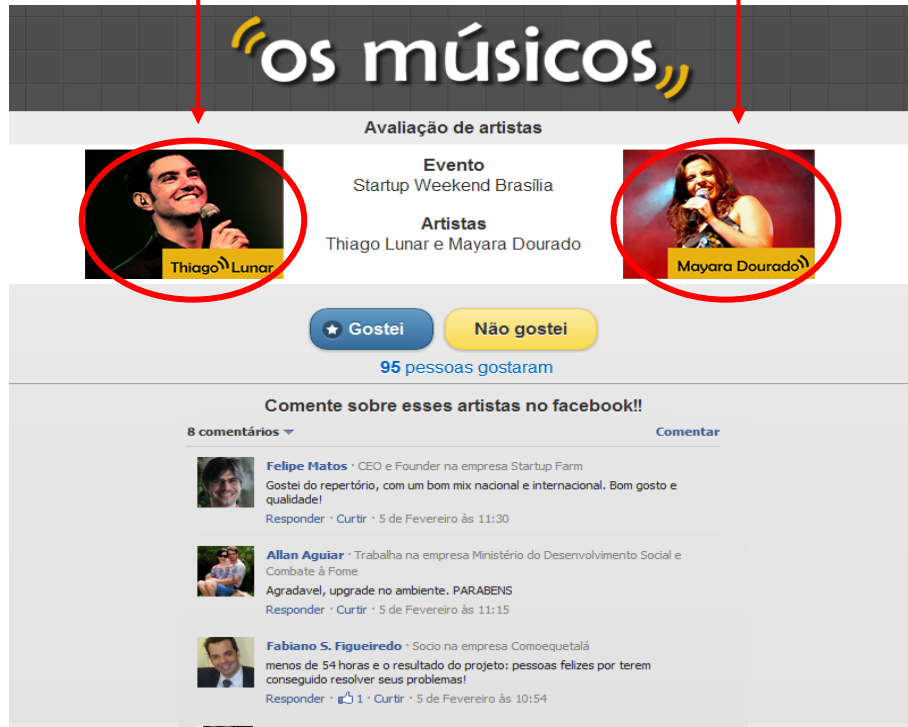 os músicos
Avaliação de artistas
Evento
Startup Weekend Brasília
Artistas
Thiago Lunar e Mayara Dourado
Thiago Lunar
Mayara Dourado
Gostei
Não gostei
95 pessoas gostaram
Comente sobre esses artistas no facebook!!
8 comentários
Comentar
Felipe Matos · CEO e Founder na empresa Startup Farm
Gostei do repertório, com um bom mix nacional e internacional. Bom gosto e
qualidade!
Responder · Curtir · 5 de Fevereiro às 11:30
Allan Aguiar · Trabalha na empresa Ministério do Desenvolvimento Social e
Combate à Fome
Agradavel, upgrade no ambiente. PARABENS
Responder · Curtir · 5 de Fevereiro às 11:15
Fabiano S. Figueiredo · Socio na empresa Comoequetalá
menos de 54 horas e o resultado do projeto: pessoas felizes por terem
conseguido resolver seus problemas!
Responder · 1 · Curtir · 5 de Fevereiro às 10:54